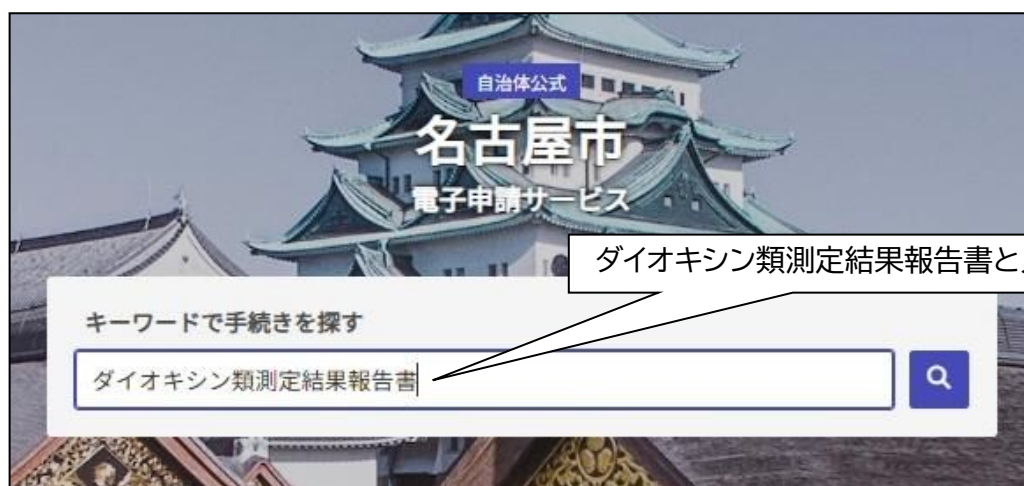 自治体公式
名古屋市
電子申請サービス
ダイオキシン類測定結果報告書と
キーワードで手続きを探す
ダイオキシン類測定結果報告書